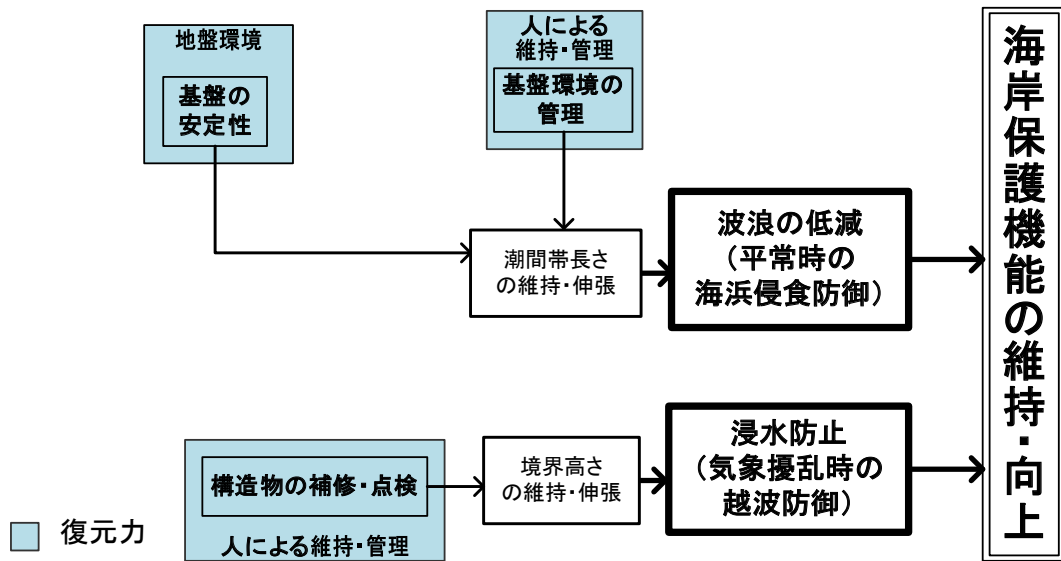 地盤環境
基盤の
安定性
人による
維持・管理
基盤環境の
管理
潮間帯長さ
の維持・伸張
波浪の低減
（平常時の
海浜侵食防御）
構造物の補修・点検
人による維持・管理
境界高さ
の維持・伸張
浸水防止
（気象擾乱時の
越波防御）
海岸保護機能の維持・向上
復元力